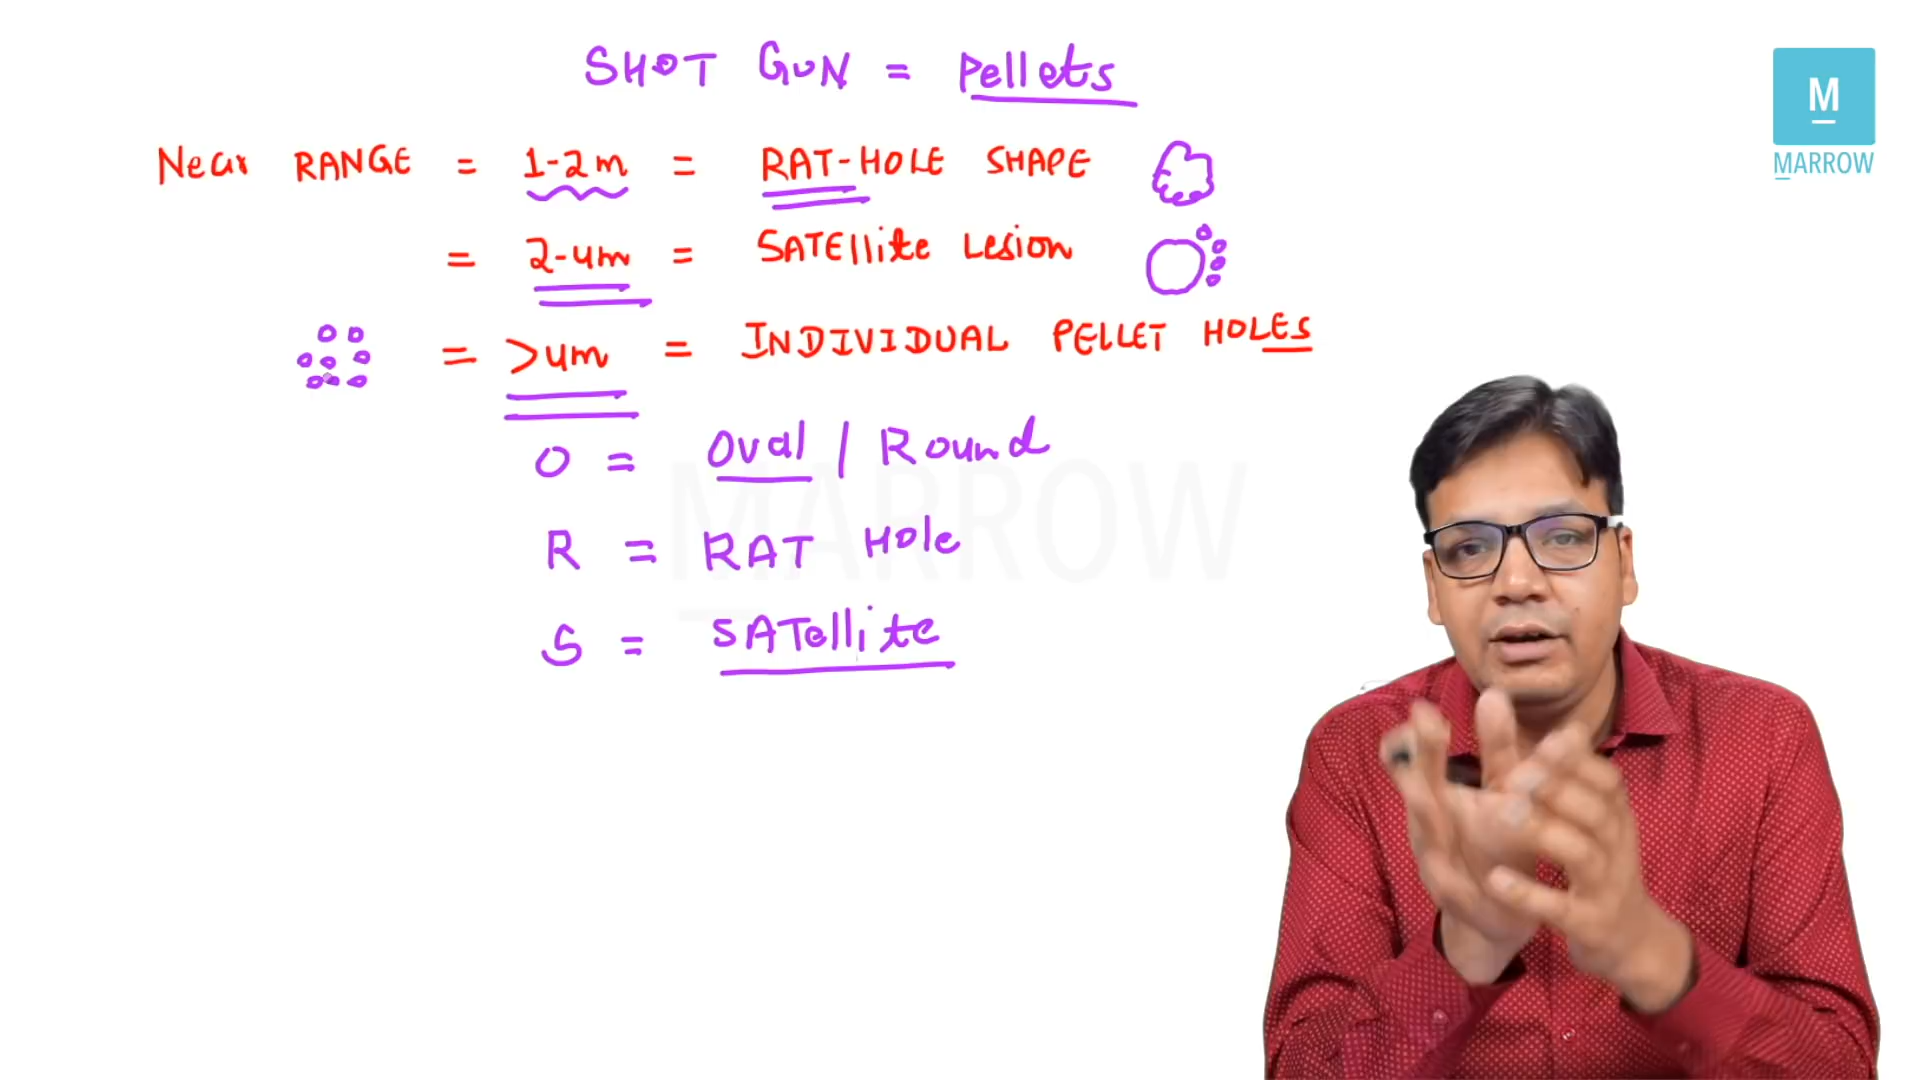 SHOT GUN = Pellets
M
MARROW
Near RANGE = 1-2m = RAT-HOLE SHAPE
= 2-4m = SATEllite Lesion
= >4m = INDIVIDUAL PELLET HOLES
O = Oval / Round
MARROW
R = RAT Hole
S = SATellite